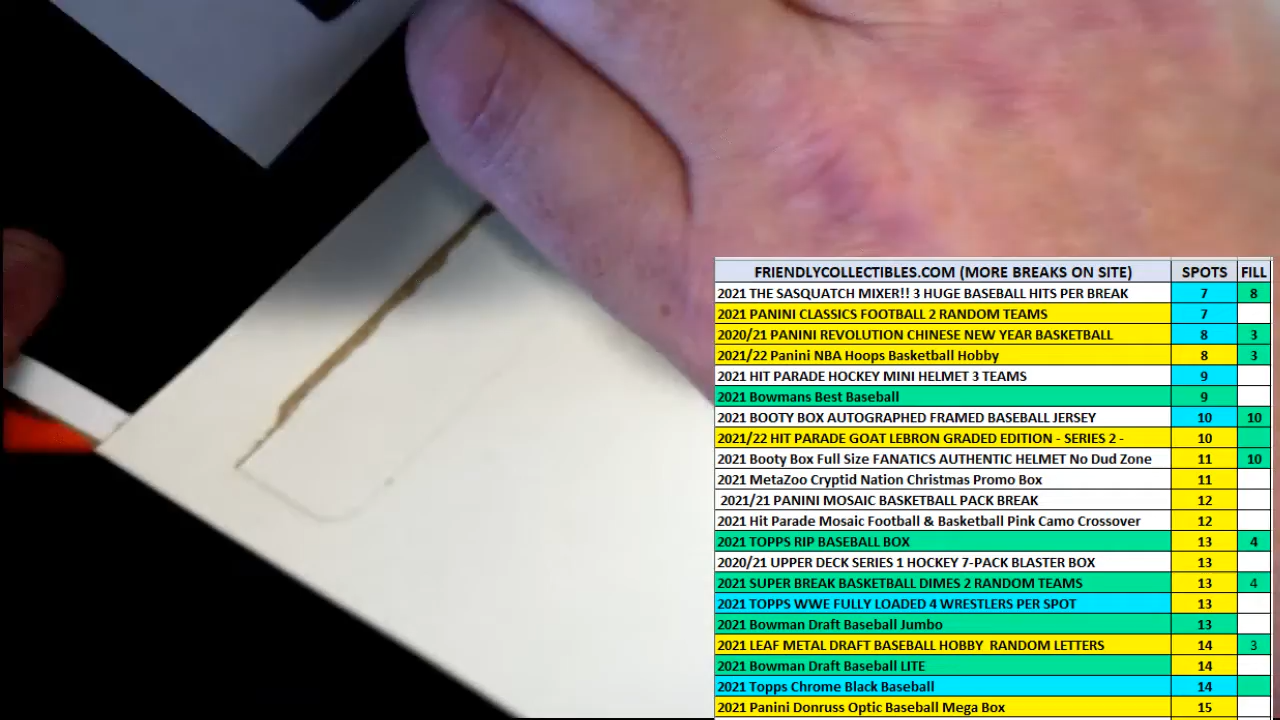 FRIENDLYCOLLECTIBLES.COM (MORE BREAKS ON SITE) SPOTS FILL
2021 THE SASQUATCH MIXER!! 3 HUGE BASEBALL HITS PER BREAK 7 8
2021 PANINI CLASSICS FOOTBALL 2 RANDOM TEAMS 7
2020/21 PANINI REVOLUTION CHINESE NEW YEAR BASKETBALL 8 3
2021/22 Panini NBA Hoops Basketball Hobby 8 3
2021 HIT PARADE HOCKEY MINI HELMET 3 TEAMS 9
2021 Bowmans Best Baseball 9
2021 BOOTY BOX AUTOGRAPHED FRAMED BASEBALL JERSEY 10 10
2021/22 HIT PARADE GOAT LEBRON GRADED EDITION - SERIES 2 - 10
2021 Booty Box Full Size FANATICS AUTHENTIC HELMET No Dud Zone 11 10
2021 MetaZoo Cryptid Nation Christmas Promo Box 11
2021/21 PANINI MOSAIC BASKETBALL PACK BREAK 12
2021 Hit Parade Mosaic Football & Basketball Pink Camo Crossover 12
2021 TOPPS RIP BASEBALL BOX 13 4
2020/21 UPPER DECK SERIES 1 HOCKEY 7-PACK BLASTER BOX 13
2021 SUPER BREAK BASKETBALL DIMES 2 RANDOM TEAMS 13 4
2021 TOPPS WWE FULLY LOADED 4 WRESTLERS PER SPOT 13
2021 Bowman Draft Baseball Jumbo 13
2021 LEAF METAL DRAFT BASEBALL HOBBY RANDOM LETTERS 14 3
2021 Bowman Draft Baseball LITE 14
2021 Topps Chrome Black Baseball 14
2021 Panini Donruss Optic Baseball Mega Box 15